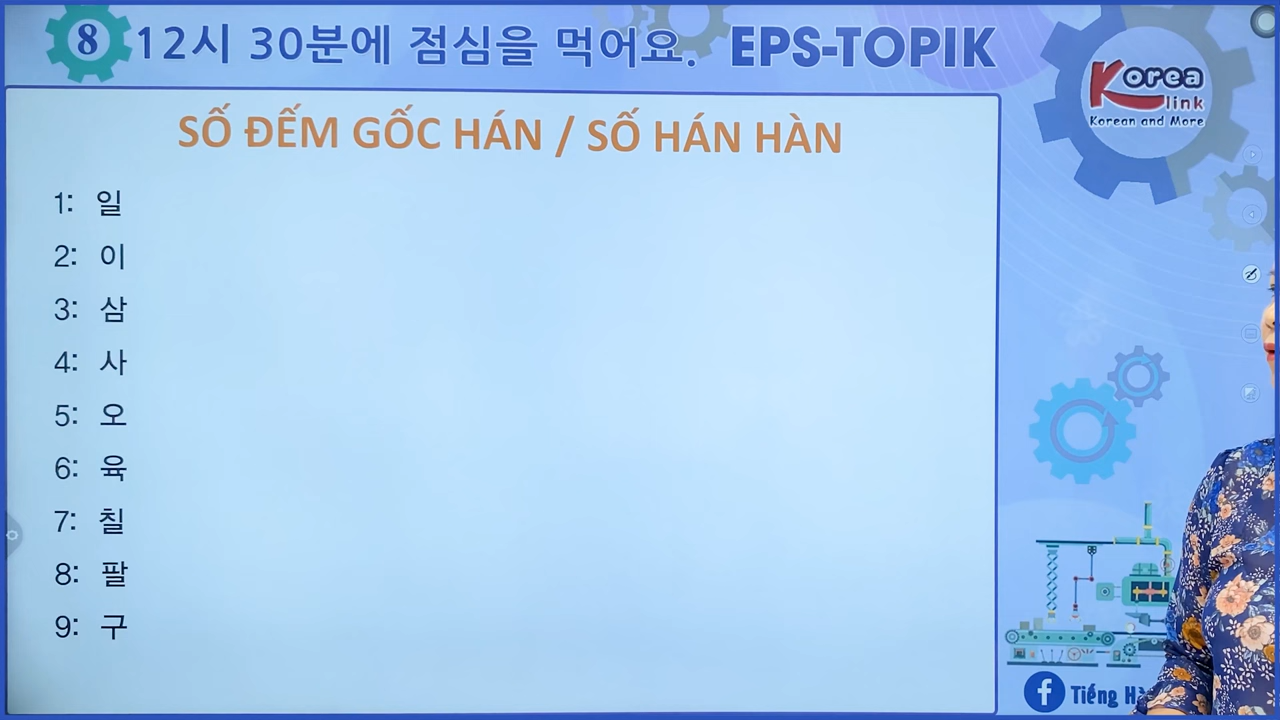 8 12시 30분에 점심을 먹어요. EPS-TOPIK
Korea
link
Korean and More
SỐ ĐẾM GỐC HÁN / SỐ HÁN HÀN
1: 일
2: 이
3: 삼
4: 사
5: 오
6: 육
7: 칠
8: 팔
9: 구
f Tiếng